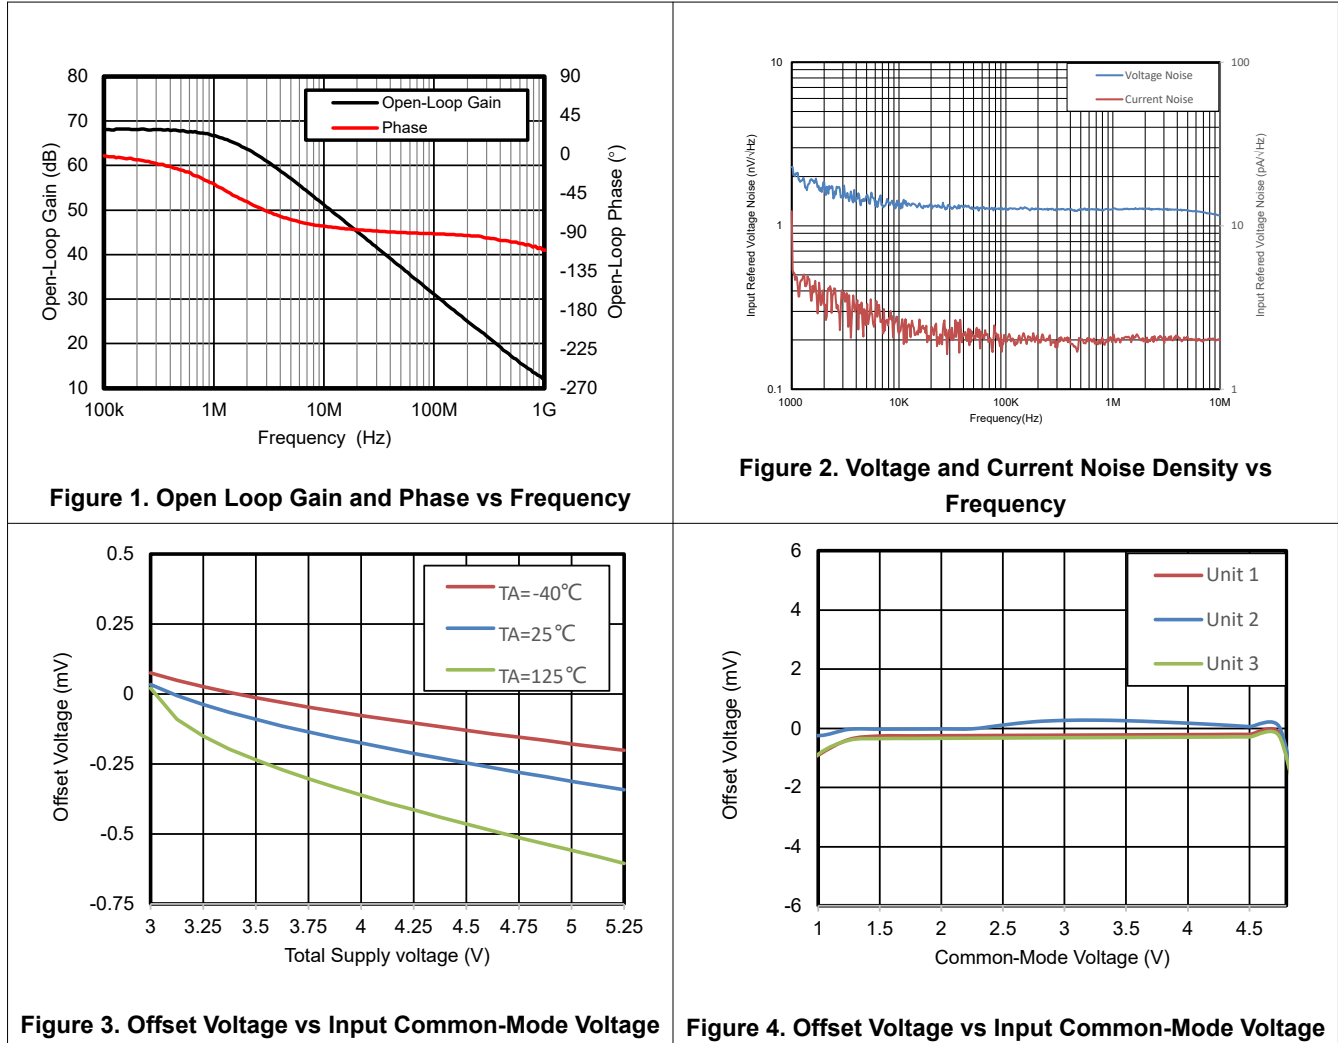 80
70
60
50
40
30
20
10
90
45
0
-45
-90
-135
-180
-225
-270
Open-Loop Gain (dB)
Open-Loop Phase (°)
Open-Loop Gain
Phase
100k 1M 10M 100M 1G
Frequency (Hz)
Figure 1. Open Loop Gain and Phase vs Frequency
10
1
0.1
100
10
1
Input Refered Voltage Noise (nV/√Hz)
Input Refered Voltage Noise (pA/√Hz)
Voltage Noise
Current Noise
1000 10K 100K 1M 10M
Frequency(Hz)
Figure 2. Voltage and Current Noise Density vs
Frequency
0.5
0.25
0
-0.25
-0.5
-0.75
Offset Voltage (mV)
TA=-40℃
TA=25℃
TA=125℃
3 3.25 3.5 3.75 4 4.25 4.5 4.75 5 5.25
Total Supply voltage (V)
Figure 3. Offset Voltage vs Input Common-Mode Voltage
6
4
2
0
-2
-4
-6
Offset Voltage (mV)
Unit 1
Unit 2
Unit 3
1 1.5 2 2.5 3 3.5 4 4.5
Common-Mode Voltage (V)
Figure 4. Offset Voltage vs Input Common-Mode Voltage